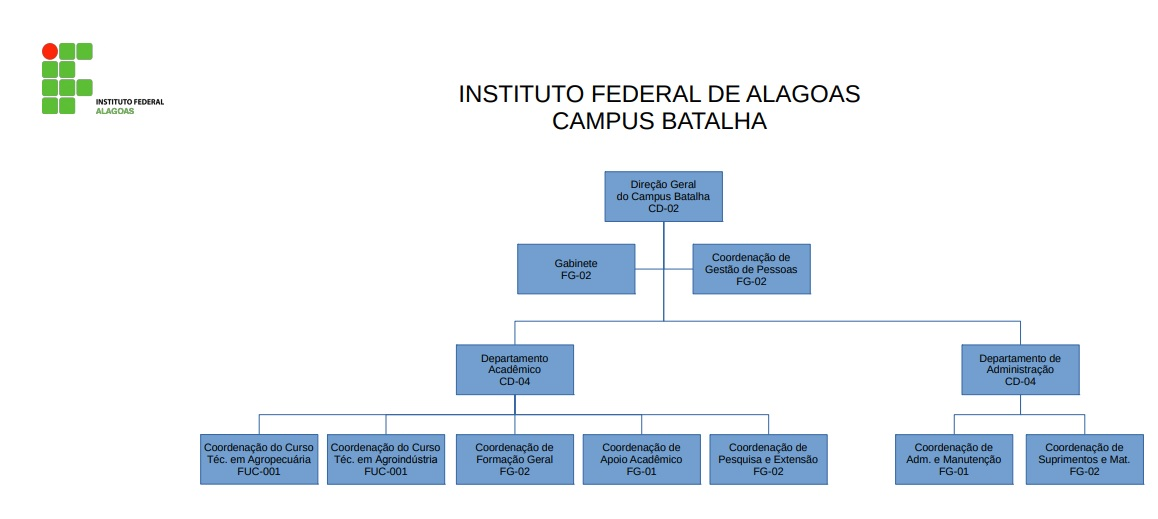 INSTITUTO FEDERAL
ALAGOAS
INSTITUTO FEDERAL DE ALAGOAS
CAMPUS BATALHA
Direção Geral
do Campus Batalha
CD-02
Gabinete
FG-02
Coordenação de
Gestão de Pessoas
FG-02
Departamento
Acadêmico
CD-04
Departamento de
Administração
CD-04
Coordenação do Curso
Téc. em Agropecuária
FUC-001
Coordenação do Curso
Téc. em Agroindústria
FUC-001
Coordenação de
Formação Geral
FG-02
Coordenação de
Apoio Acadêmico
FG-01
Coordenação de
Pesquisa e Extensão
FG-02
Coordenação de
Adm. e Manutenção
FG-01
Coordenação de
Suprimentos e Mat.
FG-02